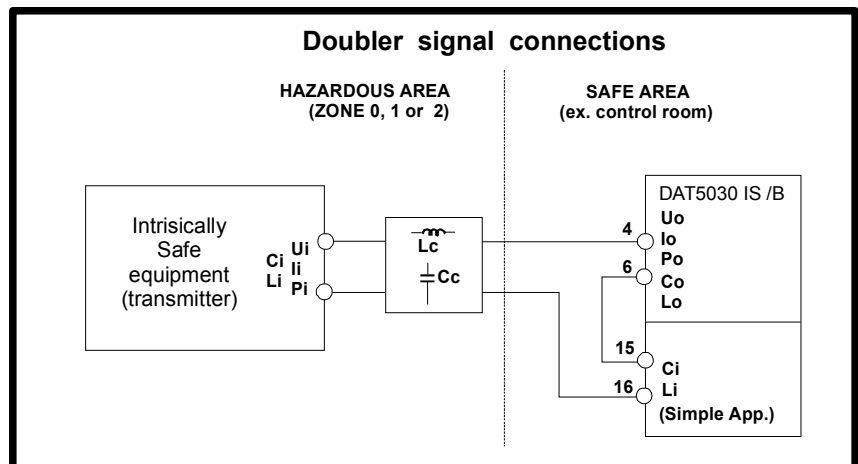 Doubler signal connections
HAZARDOUS AREA
(ZONE 0, 1 or 2)
SAFE AREA
(ex. control room)
Intrisically
Safe
equipment
(transmitter)
Ci
Li
Ui
Ii
Pi
Lc
Cc
4
6
15
16
DAT5030 IS /B
Uo
Io
Po
Co
Lo
Ci
Li
(Simple App.)